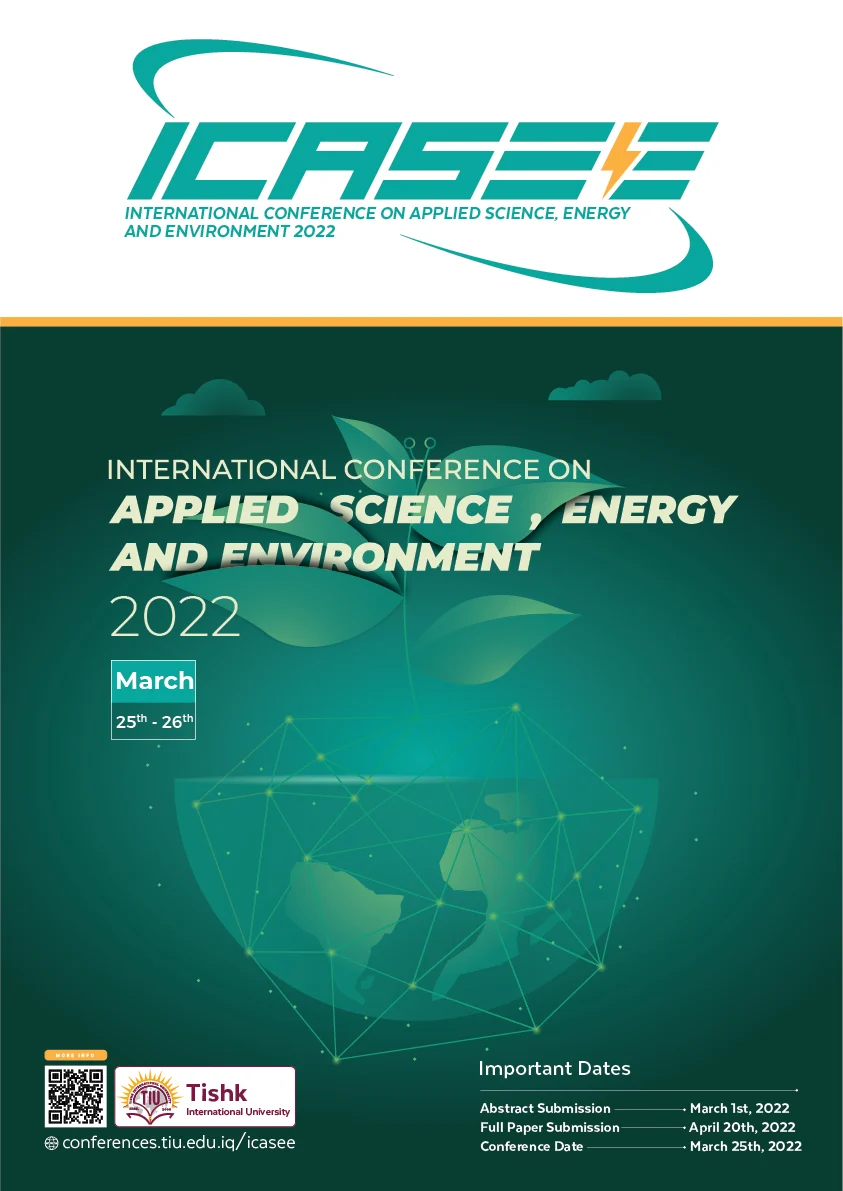 ICASEE
INTERNATIONAL CONFERENCE ON APPLIED SCIENCE, ENERGY
AND ENVIRONMENT 2022
INTERNATIONAL CONFERENCE ON
APPLIED SCIENCE , ENERGY
AND ENVIRONMENT
2022
March
25th - 26th
MORE INFO
TIU
Tishk
International University
conferences.tiu.edu.iq/icasee
Important Dates
Abstract Submission March 1st, 2022
Full Paper Submission April 20th, 2022
Conference Date March 25th, 2022